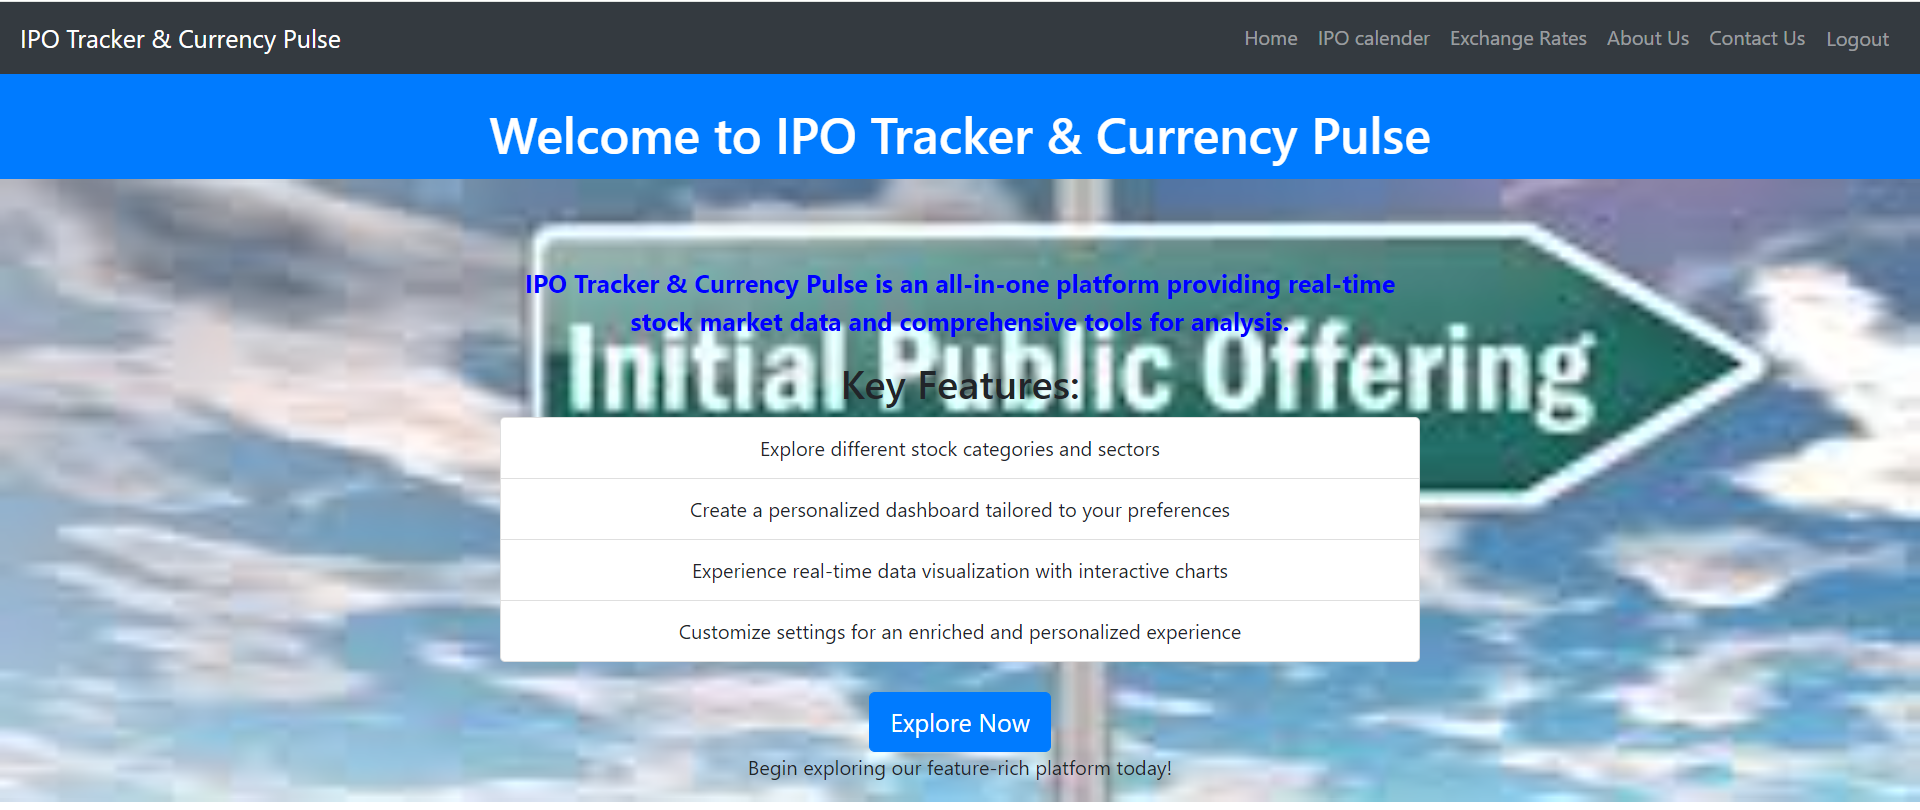 IPO Tracker & Currency Pulse
Home IPO calender Exchange Rates About Us Contact Us Logout
Welcome to IPO Tracker & Currency Pulse
IPO Tracker & Currency Pulse is an all-in-one platform providing real-time
stock market data and comprehensive tools for analysis.
Initial Public Offering
Key Features:
Explore different stock categories and sectors
Create a personalized dashboard tailored to your preferences
Experience real-time data visualization with interactive charts
Customize settings for an enriched and personalized experience
Explore Now
Begin exploring our feature-rich platform today!